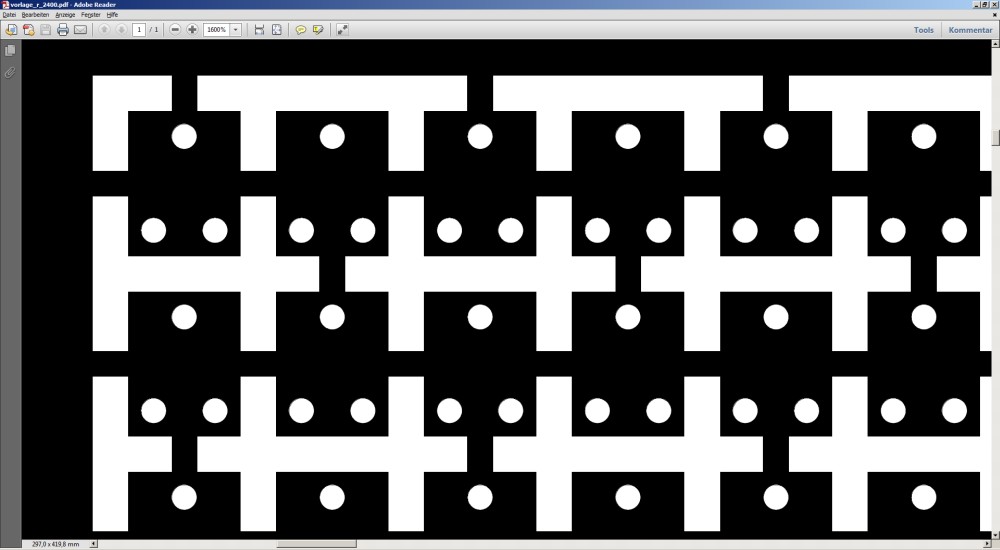 vorlage_r_2400.pdf - Adobe Reader
Datei Bearbeiten Anzeige Fenster Hilfe
1 / 1 1600% Tools Kommentar
297,0 x 419,8 mm